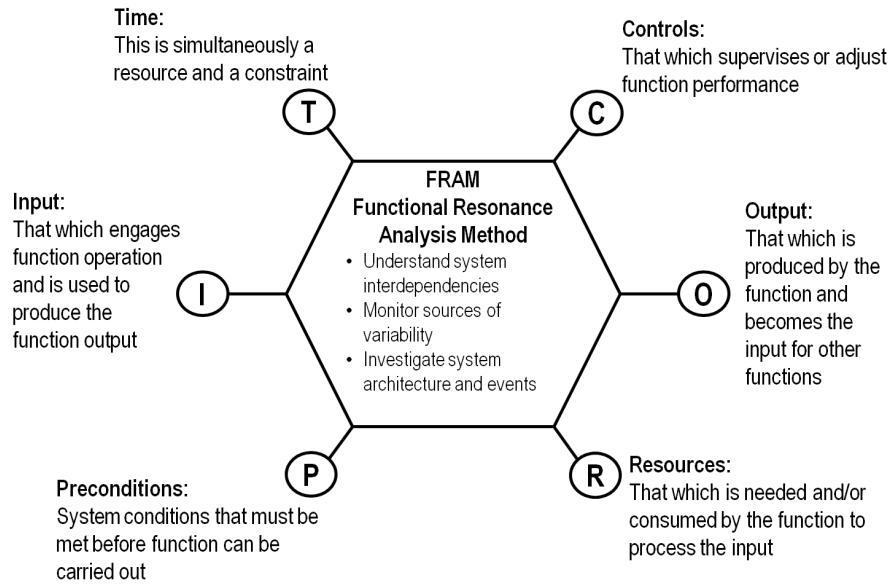 Time:
This is simultaneously a
resource and a constraint
T
Controls:
That which supervises or adjust
function performance
C
Input:
That which engages
function operation
and is used to
produce the
function output
I
FRAM
Functional Resonance
Analysis Method
• Understand system
interdependencies
• Monitor sources of
variability
• Investigate system
architecture and events
Output:
That which is
produced by the
function and
becomes the
input for other
functions
O
Preconditions:
System conditions that must be
met before function can be
carried out
P
Resources:
That which is needed and/or
consumed by the function to
process the input
R